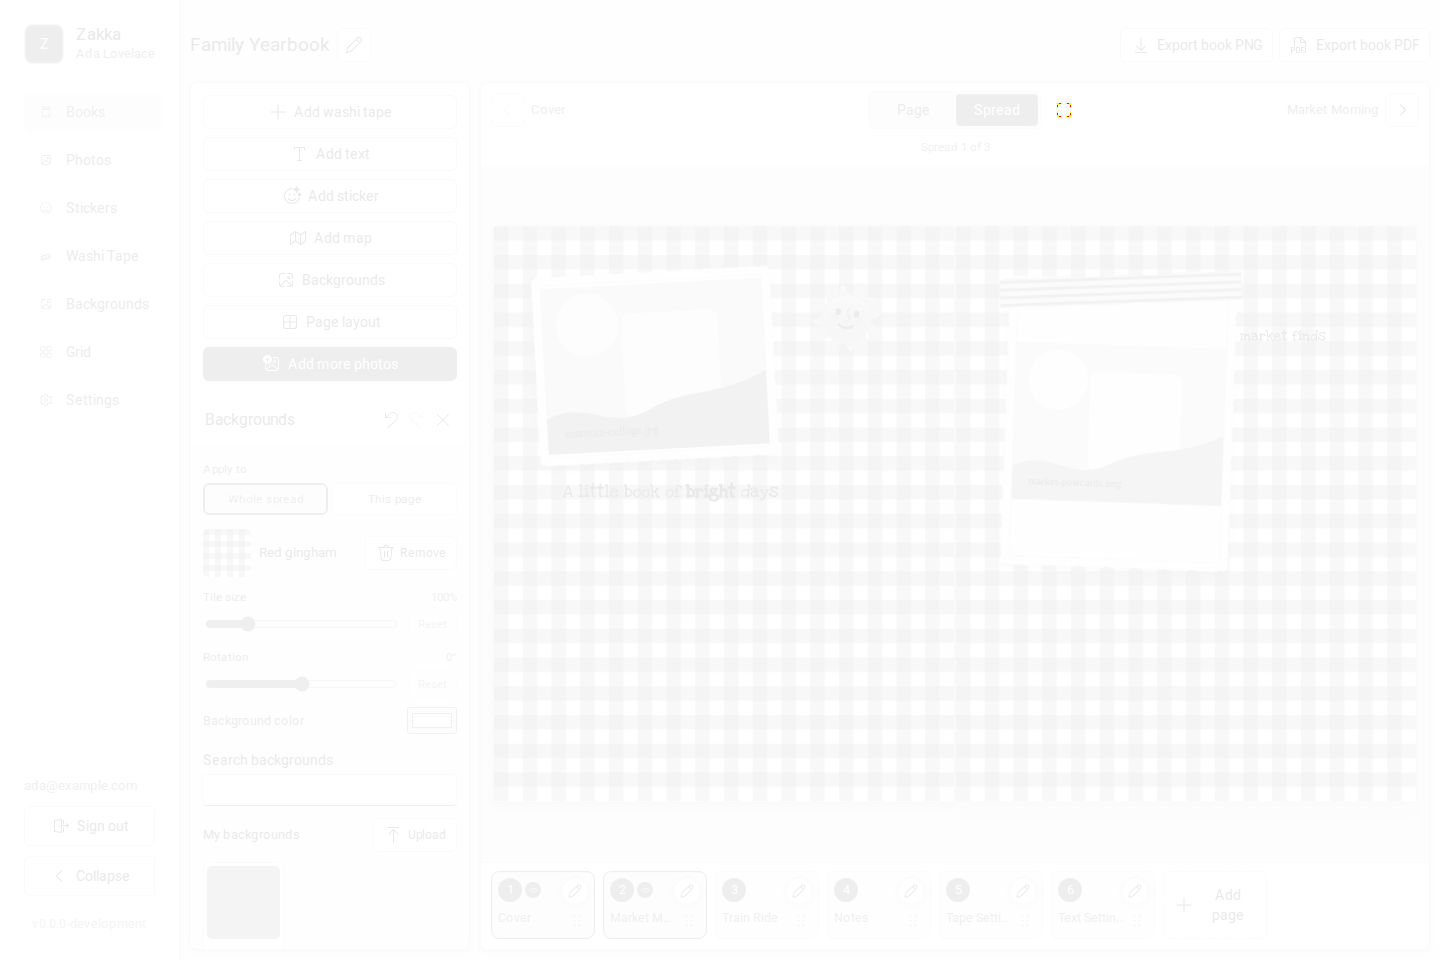 Z
Zakka
Ada Lovelace
Books
Photos
Stickers
Washi Tape
Backgrounds
Grid
Settings
ada@example.com
Sign out
Collapse
v0.0.0-development
Family Yearbook
Export book PNG
Export book PDF
Add washi tape
Add text
Add sticker
Add map
Backgrounds
Page layout
Add more photos
Backgrounds
Apply to
Whole spread
This page
Red gingham
Remove
Tile size
100%
Reset
Rotation
0°
Reset
Background color
Search backgrounds
My backgrounds
Upload
Cover
Page
Spread
Market Morning
Spread 1 of 3
market finds
market-postcards.png
A little book of bright days
1
Cover
2
Market M...
3
Train Ride
4
Notes
5
Tape Setti...
6
Text Settin...
Add
page